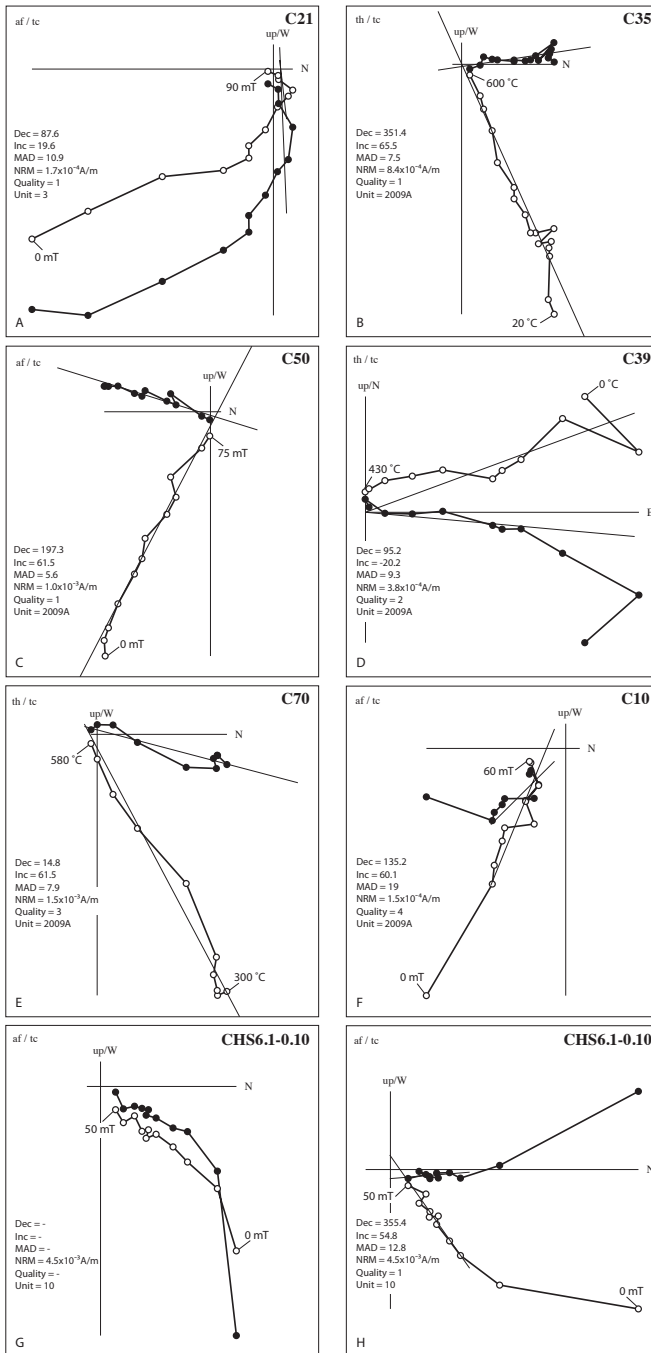 af / tc
C21
up/W
N
90 mT
Dec = 87.6
Inc = 19.6
MAD = 10.9
NRM = 1.7x10⁻⁴A/m
Quality = 1
Unit = 3
0 mT
A
th / tc
C35
up/W
N
600 ˚C
Dec = 351.4
Inc = 65.5
MAD = 7.5
NRM = 8.4x10⁻⁴A/m
Quality = 1
Unit = 2009A
20 ˚C
B
af / tc
C50
up/W
N
75 mT
Dec = 197.3
Inc = 61.5
MAD = 5.6
NRM = 1.0x10⁻³A/m
Quality = 1
Unit = 2009A
0 mT
C
th / tc
C39
up/N
0 ˚C
430 ˚C
E
Dec = 95.2
Inc = -20.2
MAD = 9.3
NRM = 3.8x10⁻⁴A/m
Quality = 2
Unit = 2009A
D
th / tc
C70
up/W
N
580 ˚C
Dec = 14.8
Inc = 61.5
MAD = 7.9
NRM = 1.5x10⁻³A/m
Quality = 3
Unit = 2009A
300 ˚C
E
af / tc
C10
up/W
N
60 mT
Dec = 135.2
Inc = 60.1
MAD = 19
NRM = 1.5x10⁻⁴A/m
Quality = 4
Unit = 2009A
0 mT
F
af / tc
CHS6.1-0.10
up/W
N
50 mT
Dec = -
Inc = -
MAD = -
NRM = 4.5x10⁻³A/m
Quality = -
Unit = 10
0 mT
G
af / tc
CHS6.1-0.10
up/W
N
50 mT
Dec = 355.4
Inc = 54.8
MAD = 12.8
NRM = 4.5x10⁻³A/m
Quality = 1
Unit = 10
0 mT
H